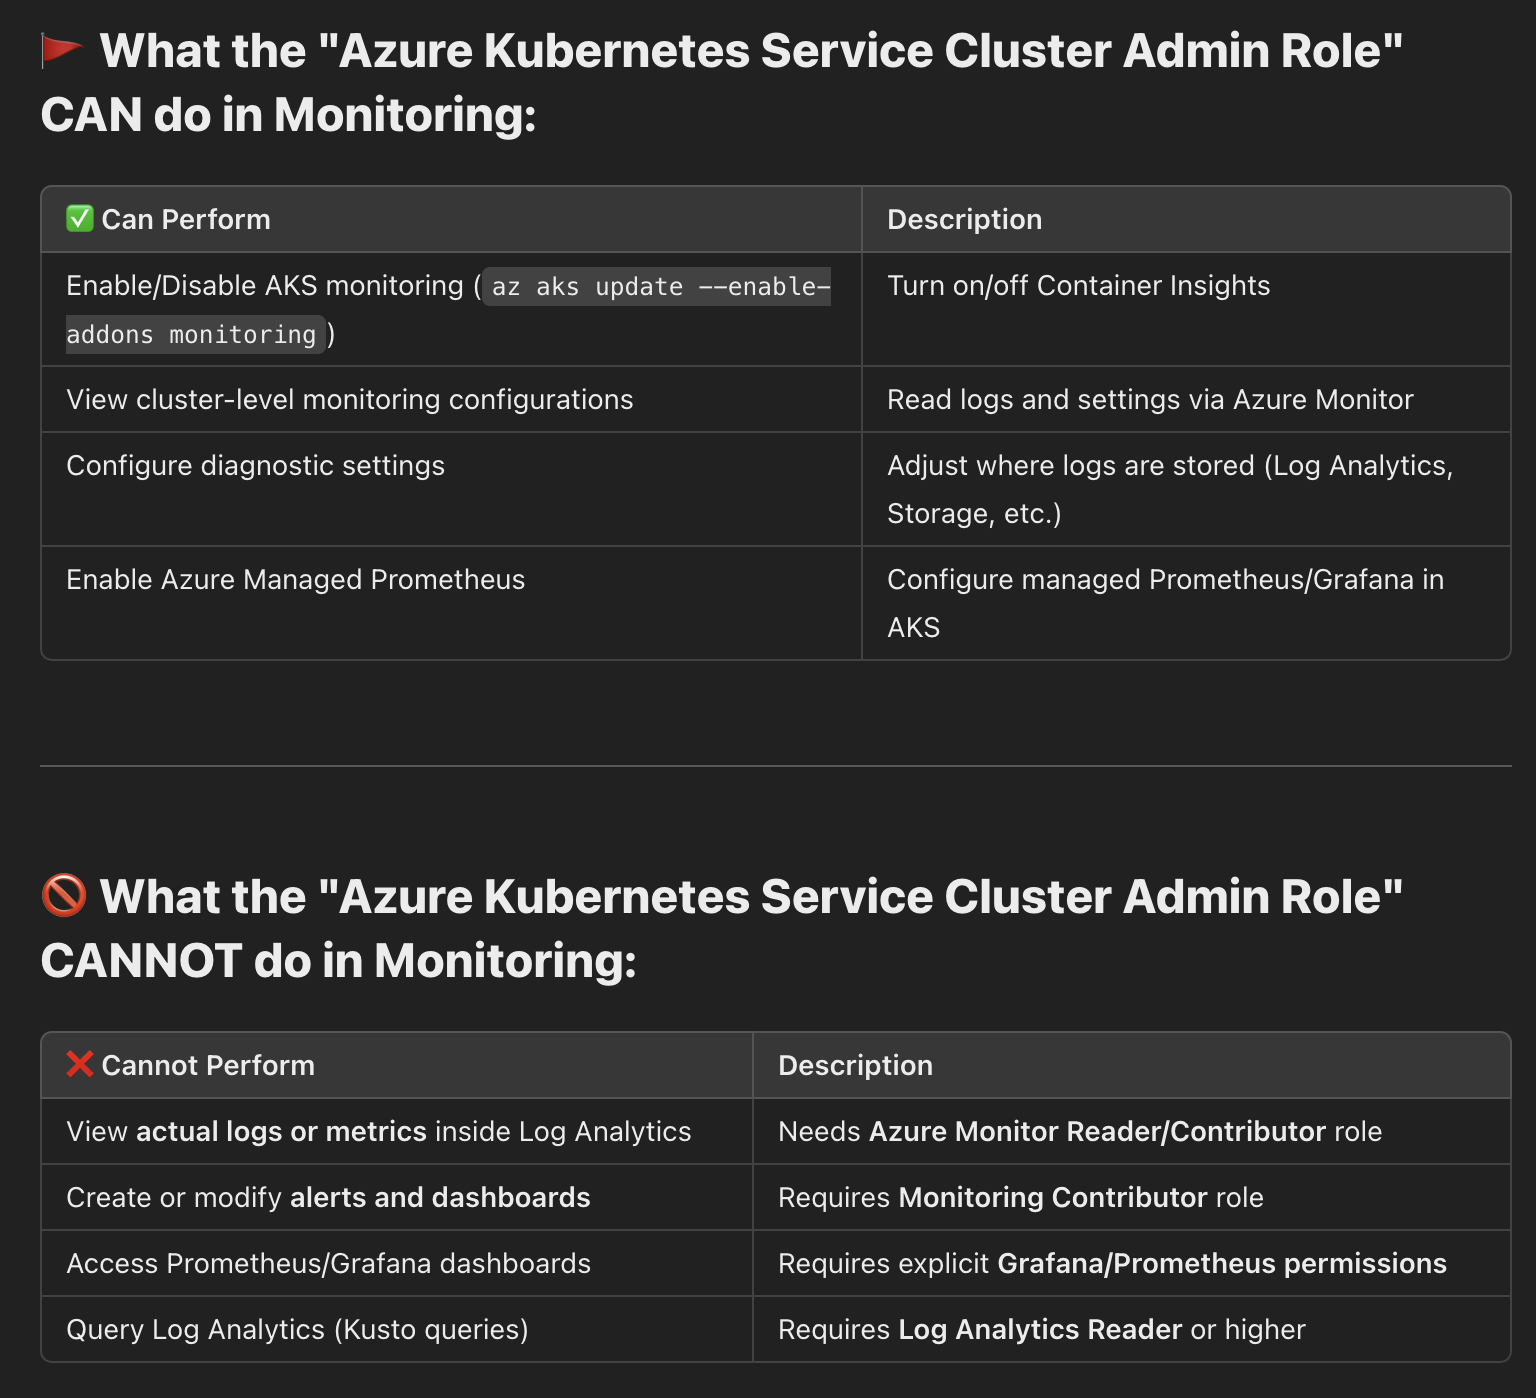 🚩 What the "Azure Kubernetes Service Cluster Admin Role"
CAN do in Monitoring:
✅ Can Perform
Description
Enable/Disable AKS monitoring ( az aks update --enable-
addons monitoring )
Turn on/off Container Insights
View cluster-level monitoring configurations
Read logs and settings via Azure Monitor
Configure diagnostic settings
Adjust where logs are stored (Log Analytics,
Storage, etc.)
Enable Azure Managed Prometheus
Configure managed Prometheus/Grafana in
AKS
🚫 What the "Azure Kubernetes Service Cluster Admin Role"
CANNOT do in Monitoring:
❌ Cannot Perform
Description
View actual logs or metrics inside Log Analytics
Needs Azure Monitor Reader/Contributor role
Create or modify alerts and dashboards
Requires Monitoring Contributor role
Access Prometheus/Grafana dashboards
Requires explicit Grafana/Prometheus permissions
Query Log Analytics (Kusto queries)
Requires Log Analytics Reader or higher